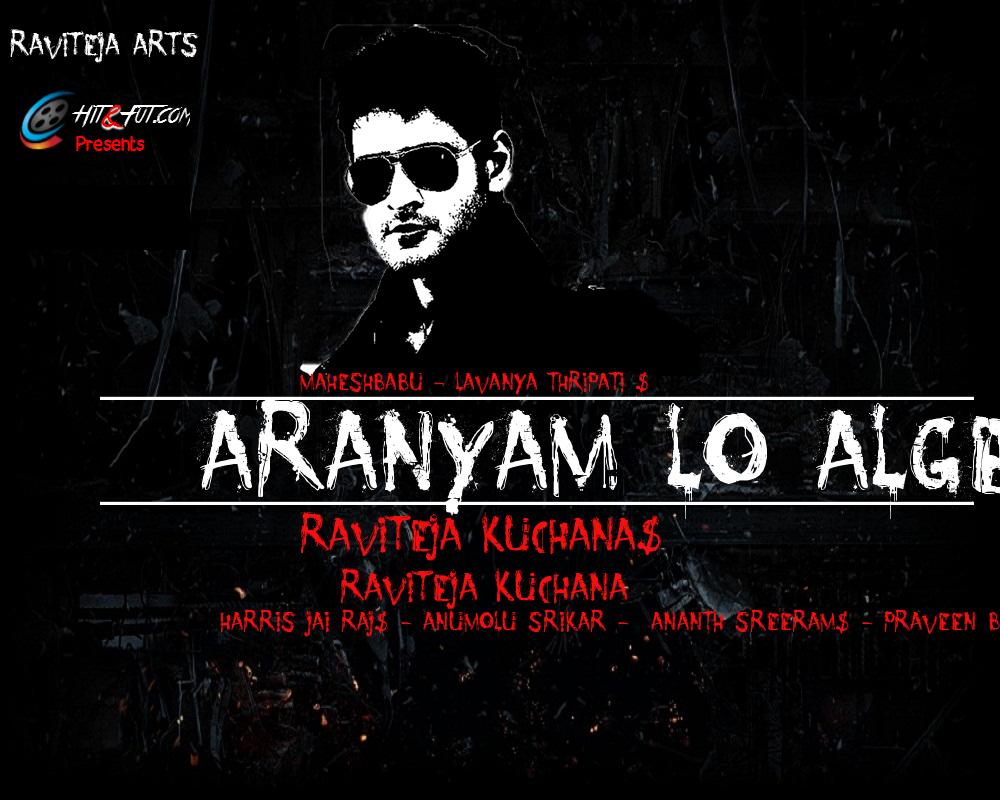 RAVITEJA ARTS
HIT&FUT.COM
Presents
MAHESHBABU - LAVANYA THRIPATI $
ARANYAM LO ALGE
RAVITEJA KUCHANA$
RAVITEJA KUCHANA
HARRIS JAI RAJ$ - ANUMOLU SRIKAR - ANANTH SREERAM$ - PRAVEEN B